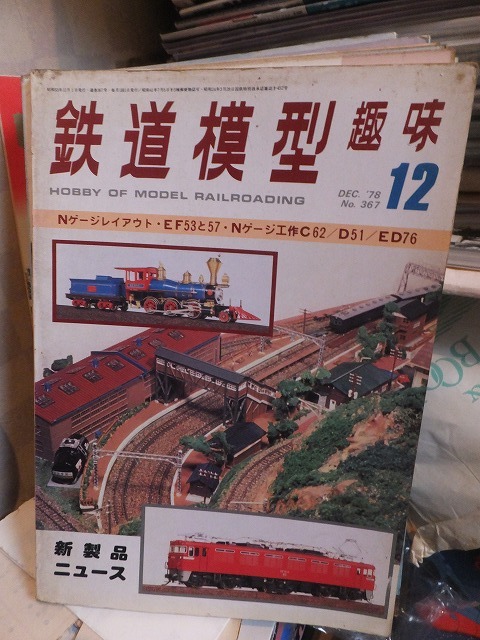 鉄道模型趣味
HOBBY OF MODEL RAILROADING
DEC. '78
No. 367
12
Nゲージレイアウト・EF53と57・Nゲージ工作C62/D51/ED76
新製品
ニュース